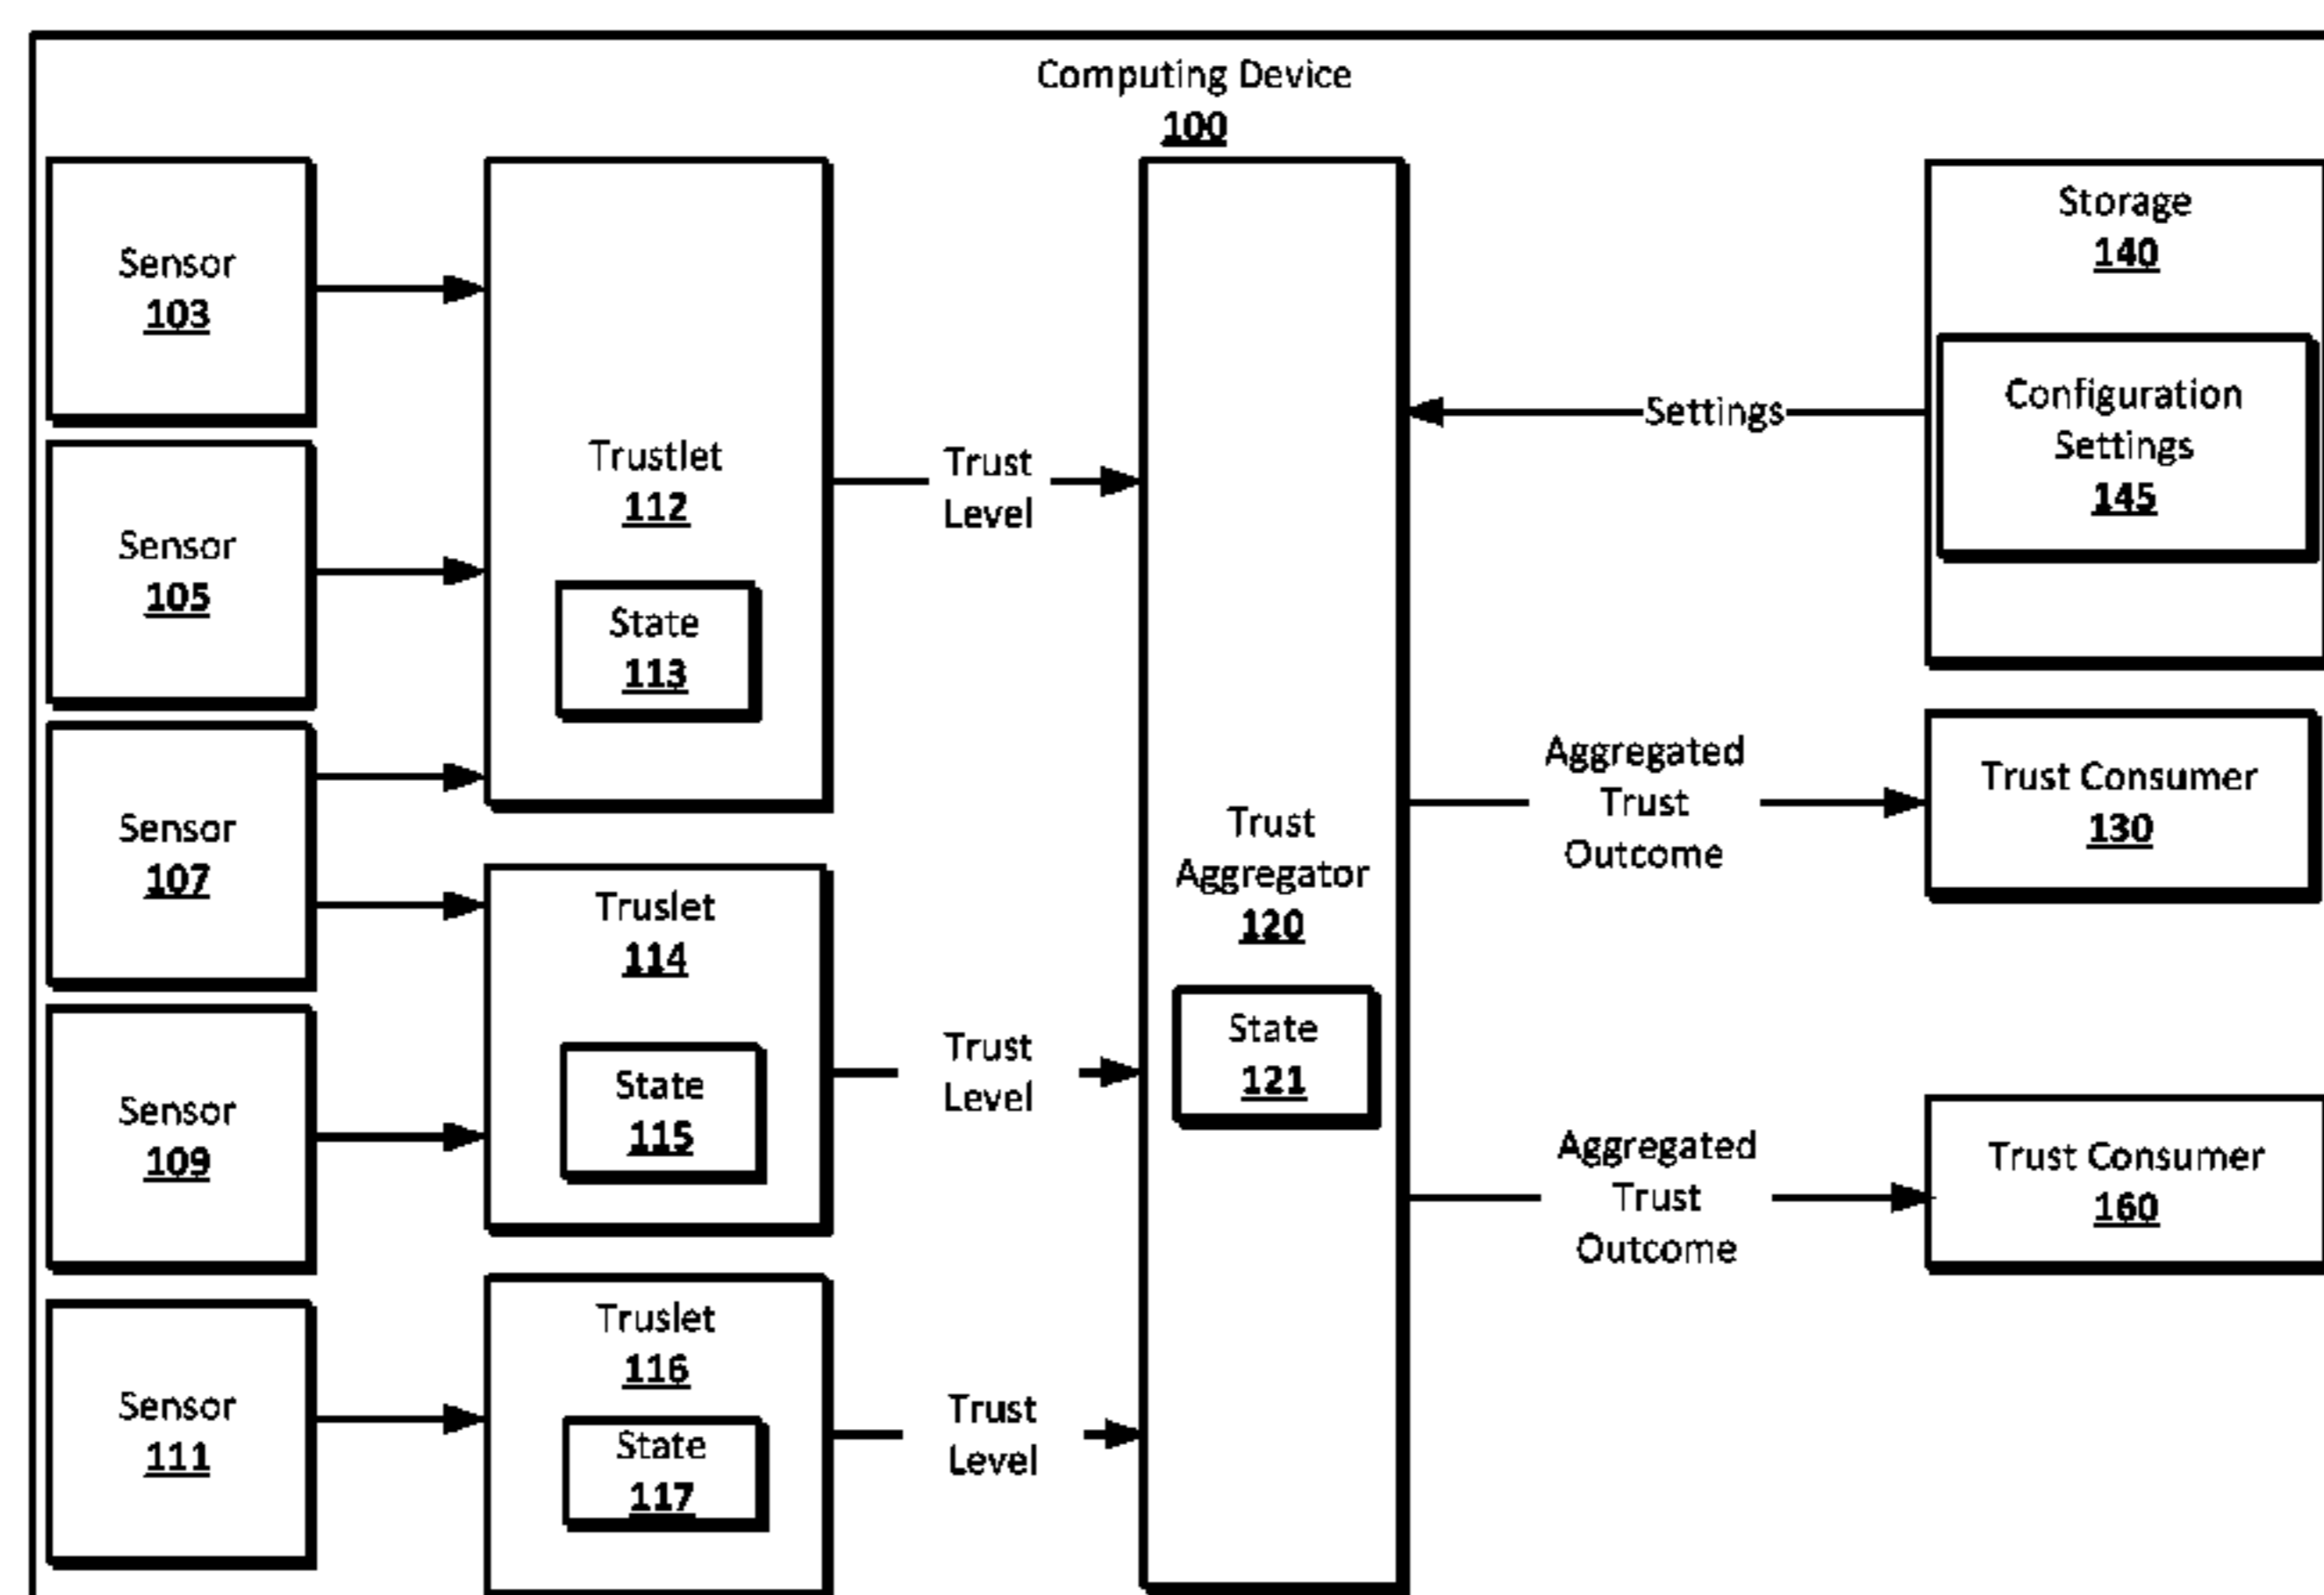 Computing Device
100
Sensor
103
Sensor
105
Sensor
107
Sensor
109
Sensor
111
Trustlet
112
State
113
Truslet
114
State
115
Truslet
116
State
117
Trust
Level
Trust
Level
Trust
Level
Trust
Aggregator
120
State
121
Settings
Aggregated
Trust
Outcome
Aggregated
Trust
Outcome
Storage
140
Configuration
Settings
145
Trust Consumer
130
Trust Consumer
160